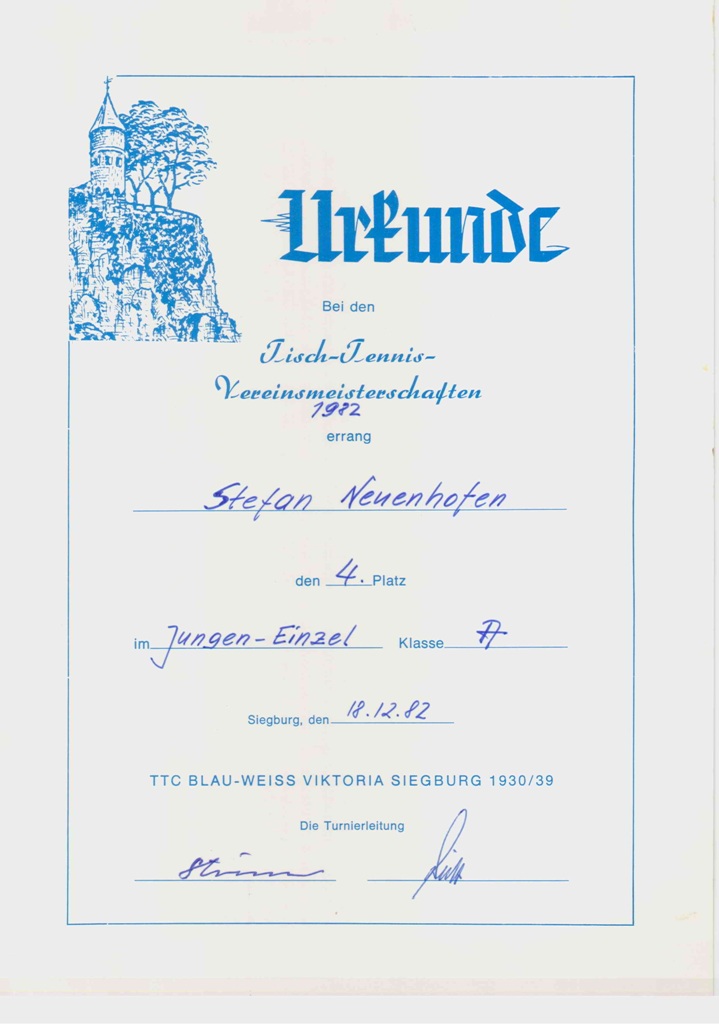 Urkunde
Bei den
Tisch-Tennis-
Vereinsmeisterschaften
1982
errang
Stefan Neuenhofen
den 4. Platz
im Jungen-Einzel Klasse A
Siegburg, den 18.12.82
TTC BLAU-WEISS VIKTORIA SIEGBURG 1930/39
Die Turnierleitung